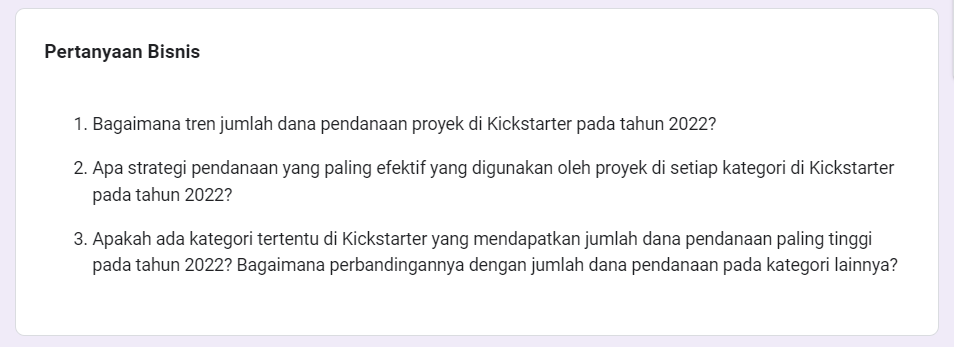 Pertanyaan Bisnis
1. Bagaimana tren jumlah dana pendanaan proyek di Kickstarter pada tahun 2022?
2. Apa strategi pendanaan yang paling efektif yang digunakan oleh proyek di setiap kategori di Kickstarter
pada tahun 2022?
3. Apakah ada kategori tertentu di Kickstarter yang mendapatkan jumlah dana pendanaan paling tinggi
pada tahun 2022? Bagaimana perbandingannya dengan jumlah dana pendanaan pada kategori lainnya?